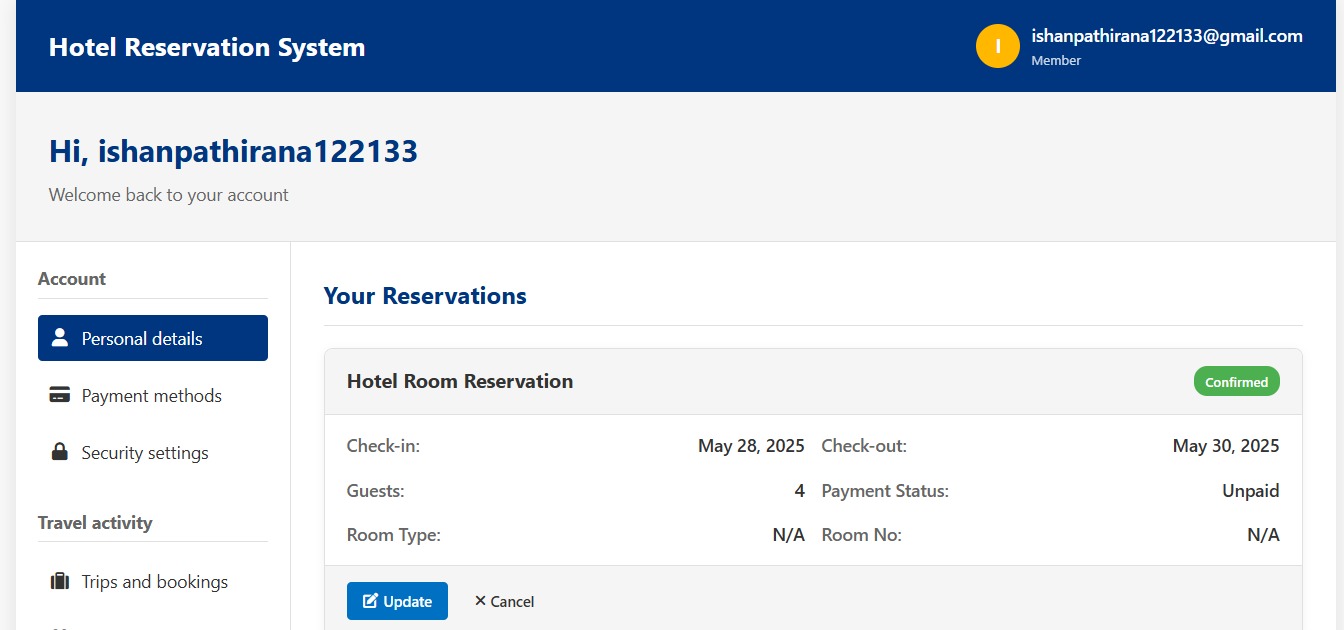 Hotel Reservation System
I
ishanpathirana122133@gmail.com
Member
Hi, ishanpathirana122133
Welcome back to your account
Account
Personal details
Payment methods
Security settings
Travel activity
Trips and bookings
Your Reservations
Hotel Room Reservation Confirmed
Check-in: May 28, 2025 Check-out: May 30, 2025
Guests: 4 Payment Status: Unpaid
Room Type: N/A Room No: N/A
Update × Cancel